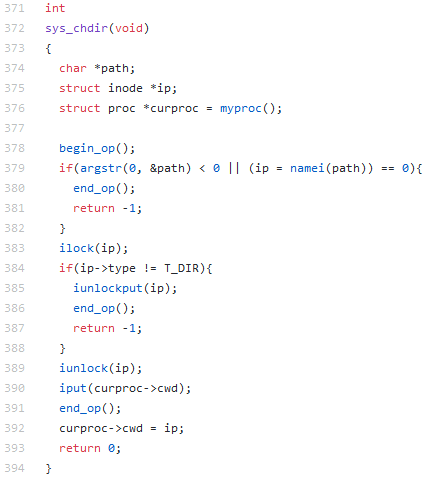 371 int
372 sys_chdir(void)
373 {
374   char *path;
375   struct inode *ip;
376   struct proc *curproc = myproc();
377
378   begin_op();
379   if(argstr(0, &path) < 0 || (ip = namei(path)) == 0){
380     end_op();
381     return -1;
382   }
383   ilock(ip);
384   if(ip->type != T_DIR){
385     iunlockput(ip);
386     end_op();
387     return -1;
388   }
389   iunlock(ip);
390   iput(curproc->cwd);
391   end_op();
392   curproc->cwd = ip;
393   return 0;
394 }